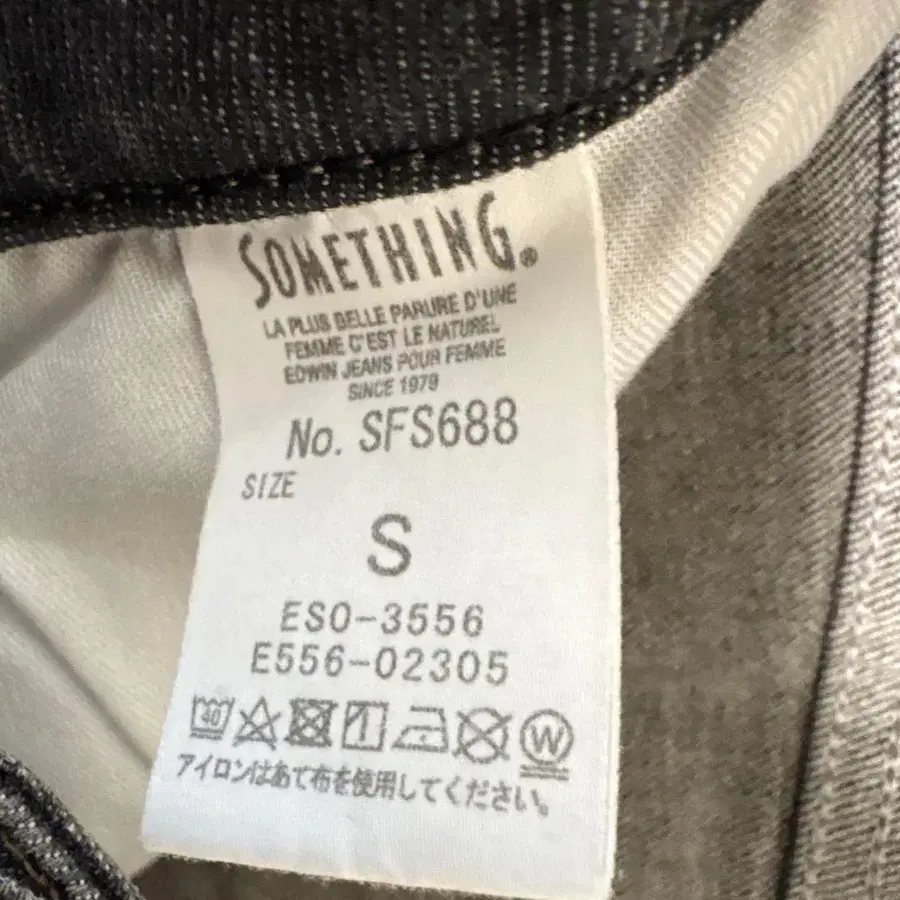 SOMETHING®
LA PLUS BELLE PARURE D'UNE
FEMME C'EST LE NATUREL
EDWIN JEANS POUR FEMME
SINCE 1979
No. SFS688
SIZE
S
ESO-3556
E556-02305
40 W
アイロンはあて布を使用してください。